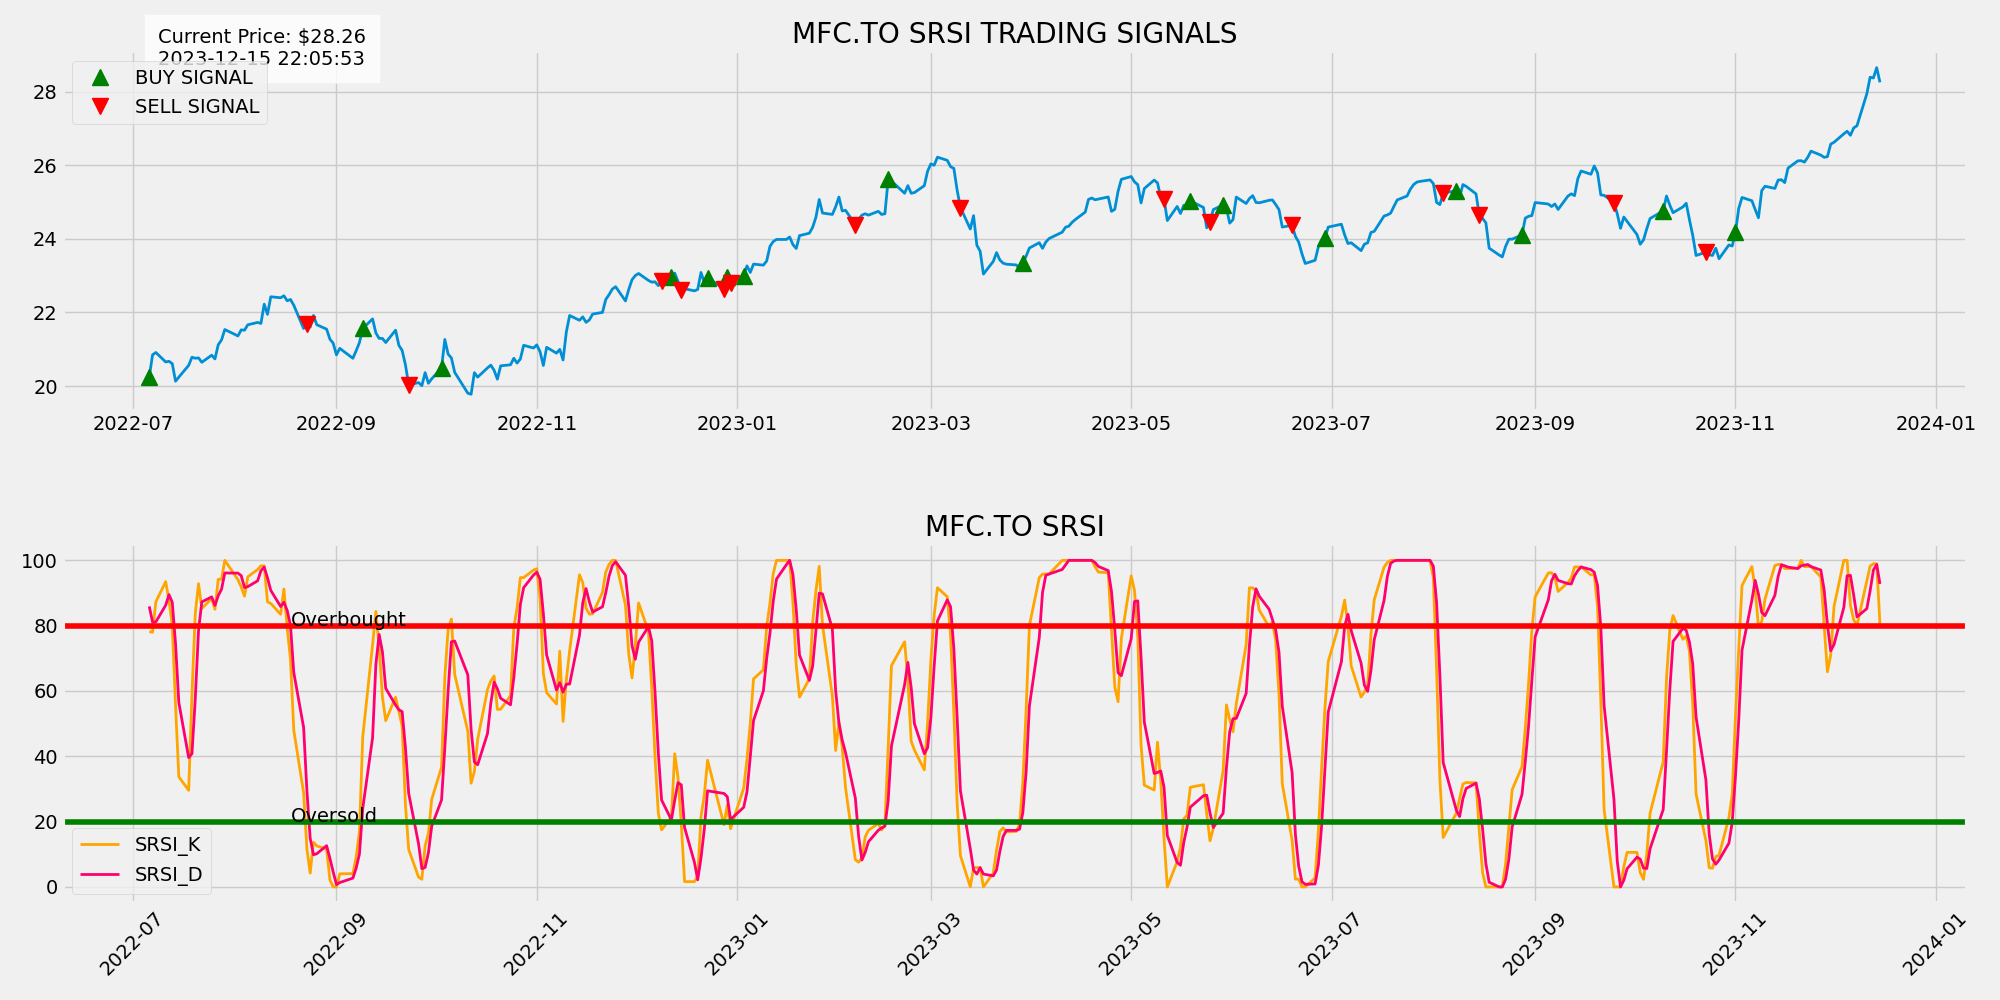 MFC.TO SRSI TRADING SIGNALS
Current Price: $28.26
2023-12-15 22:05:53
BUY SIGNAL
SELL SIGNAL
28
26
24
22
20
2022-07 2022-09 2022-11 2023-01 2023-03 2023-05 2023-07 2023-09 2023-11 2024-01
MFC.TO SRSI
100
80
60
40
20
0
Overbought
Oversold
SRSI_K
SRSI_D
2022-07 2022-09 2022-11 2023-01 2023-03 2023-05 2023-07 2023-09 2023-11 2024-01